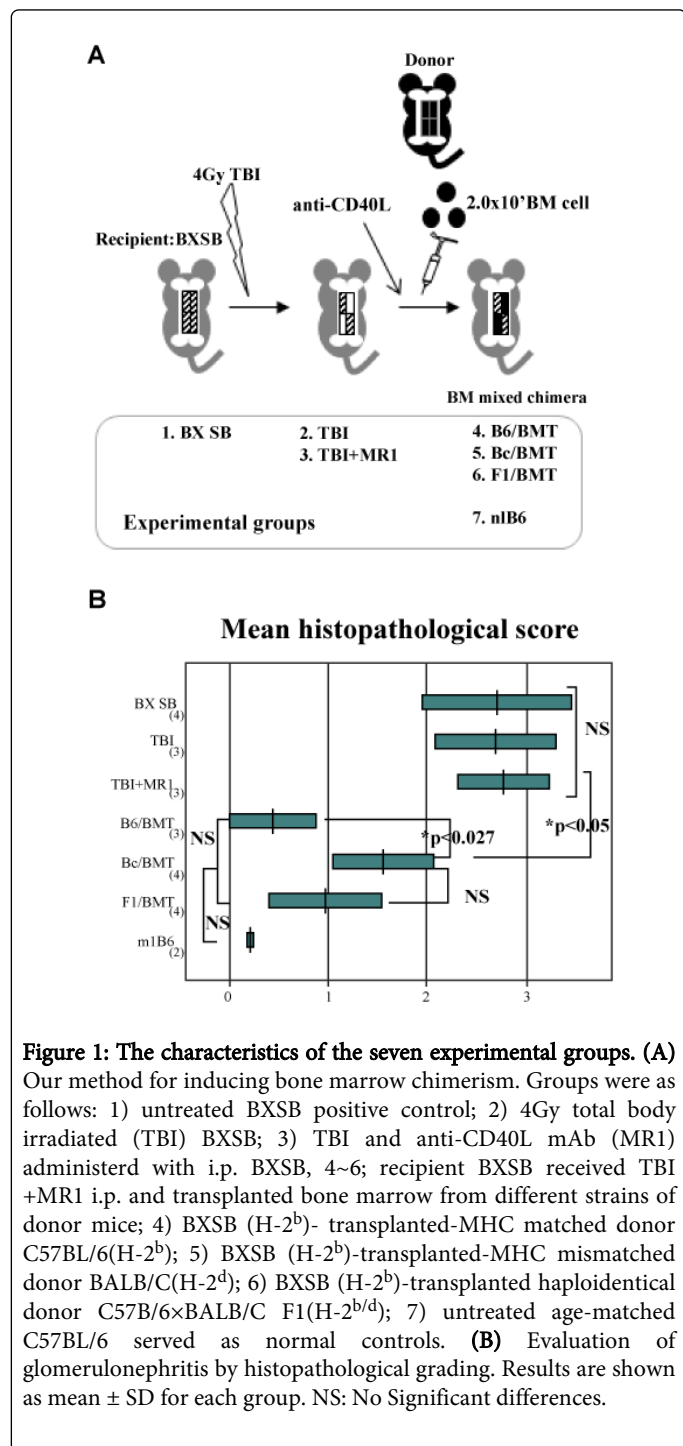 A
Donor
4Gy TBI
anti-CD40L
2.0x10’BM cell
Recipient:BXSB
BM mixed chimera
1. BX SB
2. TBI
3. TBI+MR1
4. B6/BMT
5. Bc/BMT
6. F1/BMT
7. nlB6
Experimental groups
B
Mean histopathological score
BX SB
(4)
NS
TBI
(3)
TBI+MR1
(3)
B6/BMT
(3)
NS
*p<0.027
*p<0.05
Bc/BMT
(4)
F1/BMT
(4)
NS
NS
m1B6
(2)
0 1 2 3
Figure 1: The characteristics of the seven experimental groups. (A)
Our method for inducing bone marrow chimerism. Groups were as
follows: 1) untreated BXSB positive control; 2) 4Gy total body
irradiated (TBI) BXSB; 3) TBI and anti-CD40L mAb (MR1)
administerd with i.p. BXSB, 4~6; recipient BXSB received TBI
+MR1 i.p. and transplanted bone marrow from different strains of
donor mice; 4) BXSB (H-2b)- transplanted-MHC matched donor
C57BL/6(H-2b); 5) BXSB (H-2b)-transplanted-MHC mismatched
donor BALB/C(H-2d); 6) BXSB (H-2b)-transplanted haploidentical
donor C57B/6×BALB/C F1(H-2b/d); 7) untreated age-matched
C57BL/6 served as normal controls. (B) Evaluation of
glomerulonephritis by histopathological grading. Results are shown
as mean ± SD for each group. NS: No Significant differences.